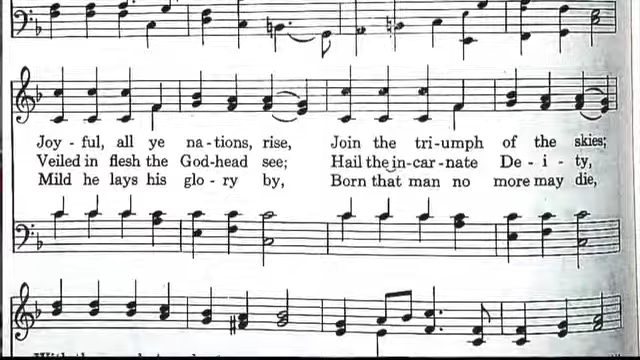 Joy - ful, all ye na - tions, rise, Join the tri - umph of the skies;
Veiled in flesh the God - head see; Hail the in - car - nate De - i - ty,
Mild he lays his glo - ry by, Born that man no more may die,